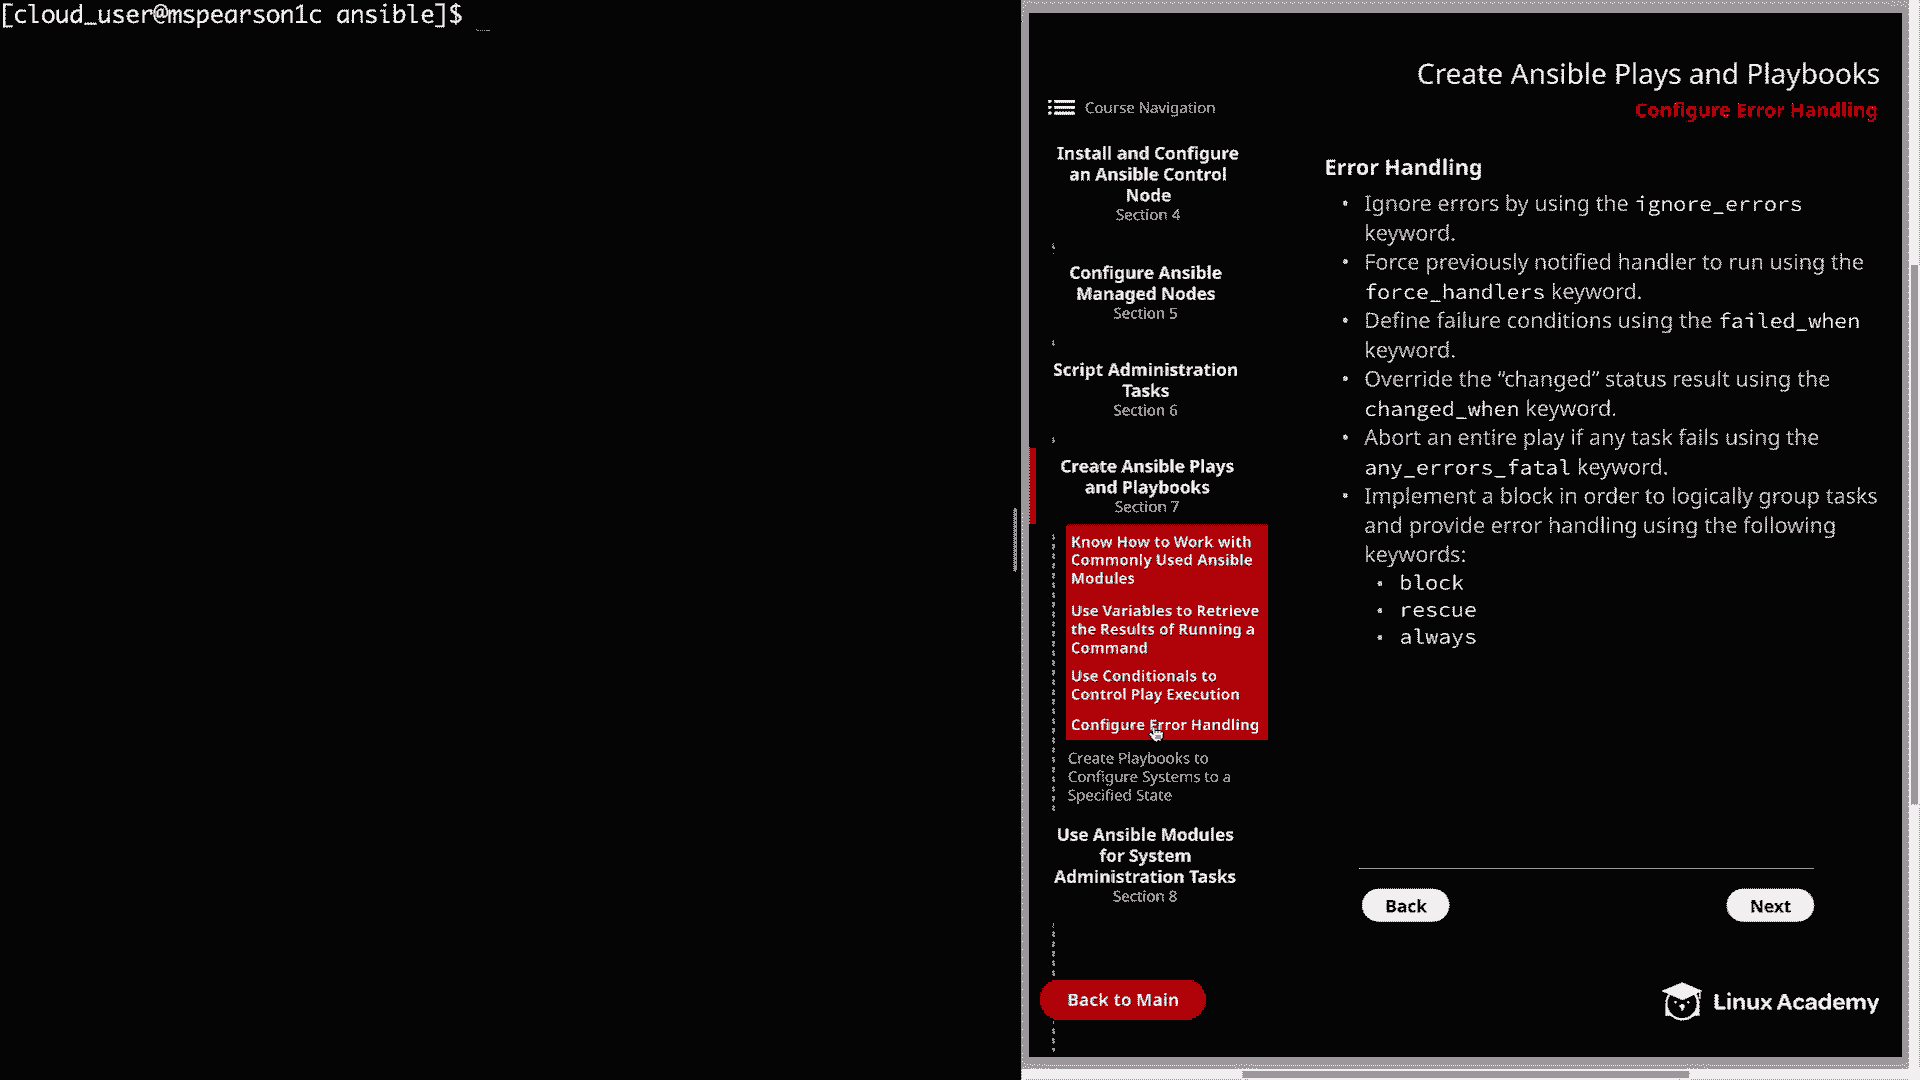 [cloud_user@mspearson1c ansible]$ _
Create Ansible Plays and Playbooks
Configure Error Handling
Course Navigation
Install and Configure
an Ansible Control
Node
Section 4
Configure Ansible
Managed Nodes
Section 5
Script Administration
Tasks
Section 6
Create Ansible Plays
and Playbooks
Section 7
Know How to Work with
Commonly Used Ansible
Modules
Use Variables to Retrieve
the Results of Running a
Command
Use Conditionals to
Control Play Execution
Configure Error Handling
Create Playbooks to
Configure Systems to a
Specified State
Use Ansible Modules
for System
Administration Tasks
Section 8
Back to Main
Error Handling
• Ignore errors by using the ignore_errors
keyword.
• Force previously notified handler to run using the
force_handlers keyword.
• Define failure conditions using the failed_when
keyword.
• Override the “changed” status result using the
changed_when keyword.
• Abort an entire play if any task fails using the
any_errors_fatal keyword.
• Implement a block in order to logically group tasks
and provide error handling using the following
keywords:
• block
• rescue
• always
Back
Next
Linux Academy